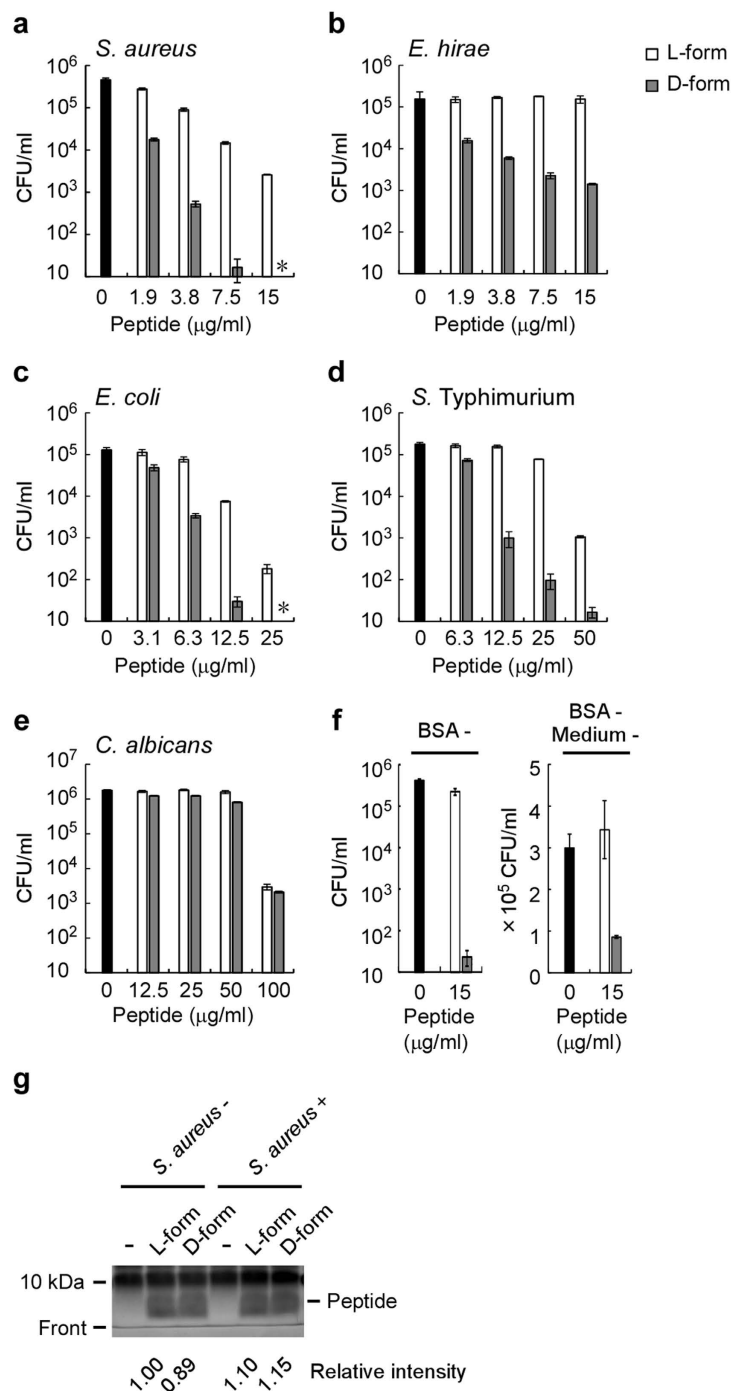 a
S. aureus
10⁶
10⁵
10⁴
10³
10²
10
CFU/ml
*
0 1.9 3.8 7.5 15
Peptide (μg/ml)
b
E. hirae
10⁶
10⁵
10⁴
10³
10²
10
CFU/ml
0 1.9 3.8 7.5 15
Peptide (μg/ml)
L-form
D-form
c
E. coli
10⁶
10⁵
10⁴
10³
10²
10
CFU/ml
*
0 3.1 6.3 12.5 25
Peptide (μg/ml)
d
S. Typhimurium
10⁶
10⁵
10⁴
10³
10²
10
CFU/ml
0 6.3 12.5 25 50
Peptide (μg/ml)
e
C. albicans
10⁷
10⁶
10⁵
10⁴
10³
10²
10
CFU/ml
0 12.5 25 50 100
Peptide (μg/ml)
f
BSA -
10⁶
10⁵
10⁴
10³
10²
10
CFU/ml
0 15
Peptide
(μg/ml)
BSA -
Medium -
5
4
3
2
1
0
× 10⁵ CFU/ml
0 15
Peptide
(μg/ml)
g
S. aureus - S. aureus +
- L-form D-form - L-form D-form
10 kDa
Peptide
Front
1.00 0.89 1.10 1.15 Relative intensity